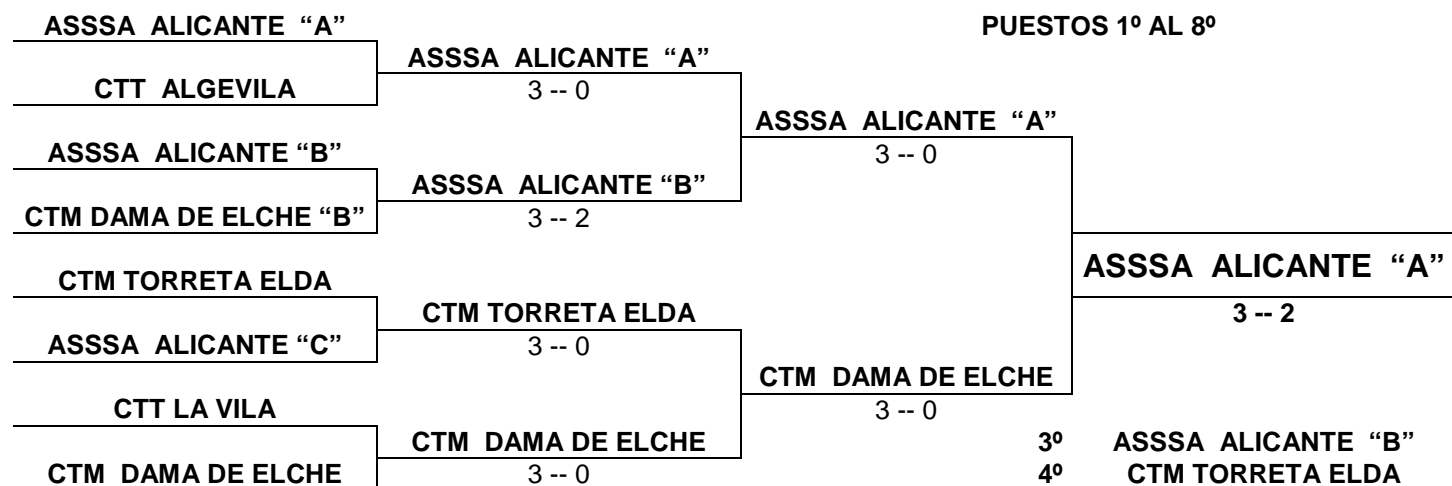 ASSSA ALICANTE “A”
PUESTOS 1º AL 8º
ASSSA ALICANTE “A”
CTT ALGEVILA
3 -- 0
ASSSA ALICANTE “A”
ASSSA ALICANTE “B”
3 -- 0
ASSSA ALICANTE “B”
CTM DAMA DE ELCHE “B”
3 -- 2
ASSSA ALICANTE “A”
CTM TORRETA ELDA
CTM TORRETA ELDA
3 -- 2
ASSSA ALICANTE “C”
3 -- 0
CTM DAMA DE ELCHE
CTT LA VILA
3 -- 0
CTM DAMA DE ELCHE
3º ASSSA ALICANTE “B”
CTM DAMA DE ELCHE
3 -- 0
4º CTM TORRETA ELDA